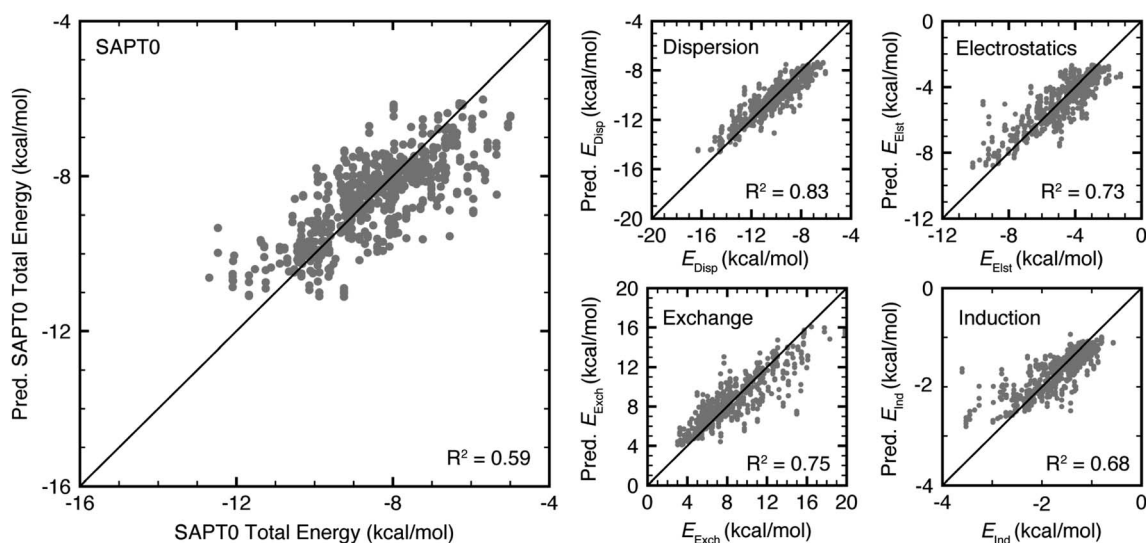 SAPT0
Pred. SAPT0 Total Energy (kcal/mol)
-4
-8
-12
-16
R² = 0.59
-16 -12 -8 -4
SAPT0 Total Energy (kcal/mol)
Dispersion
Pred. E_Disp (kcal/mol)
-4
-8
-12
-16
-20
R² = 0.83
-20 -16 -12 -8 -4
E_Disp (kcal/mol)
Electrostatics
Pred. E_Elst (kcal/mol)
0
-4
-8
-12
R² = 0.73
-12 -8 -4 0
E_Elst (kcal/mol)
Exchange
Pred. E_Exch (kcal/mol)
20
16
12
8
4
0
R² = 0.75
0 4 8 12 16 20
E_Exch (kcal/mol)
Induction
Pred. E_Ind (kcal/mol)
0
-2
-4
R² = 0.68
-4 -2 0
E_Ind (kcal/mol)